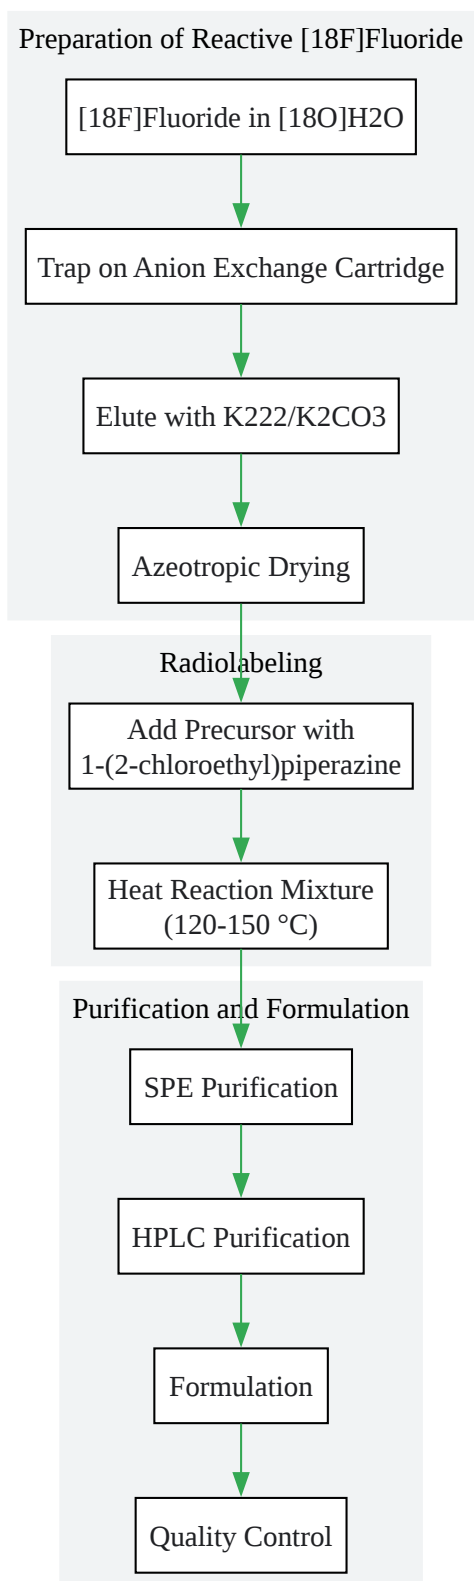 Preparation of Reactive [18F]Fluoride
[18F]Fluoride in [18O]H2O
Trap on Anion Exchange Cartridge
Elute with K222/K2CO3
Azeotropic Drying
Radiolabeling
Add Precursor with
1-(2-chloroethyl)piperazine
Heat Reaction Mixture
(120-150 °C)
Purification and Formulation
SPE Purification
HPLC Purification
Formulation
Quality Control